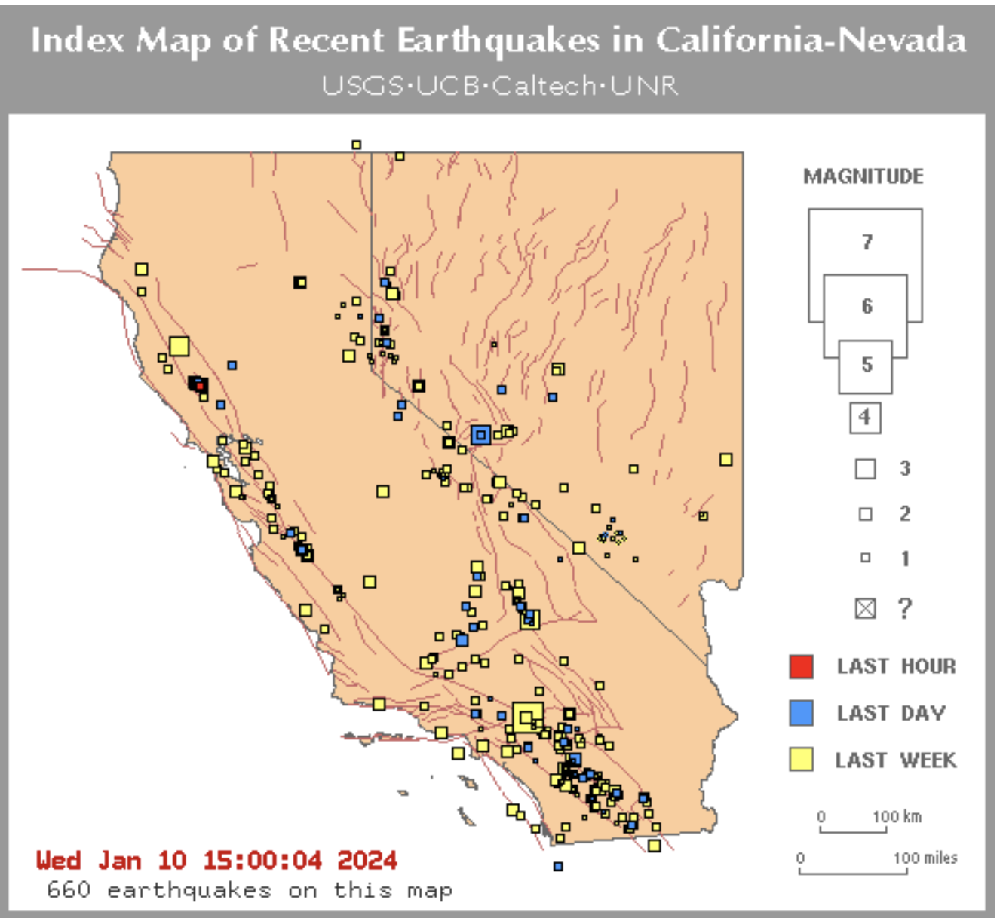 Index Map of Recent Earthquakes in California-Nevada
USGS·UCB·Caltech·UNR
MAGNITUDE
7
6
5
4
3
2
1
?
LAST HOUR
LAST DAY
LAST WEEK
0 100 km
0 100 miles
Wed Jan 10 15:00:04 2024
660 earthquakes on this map